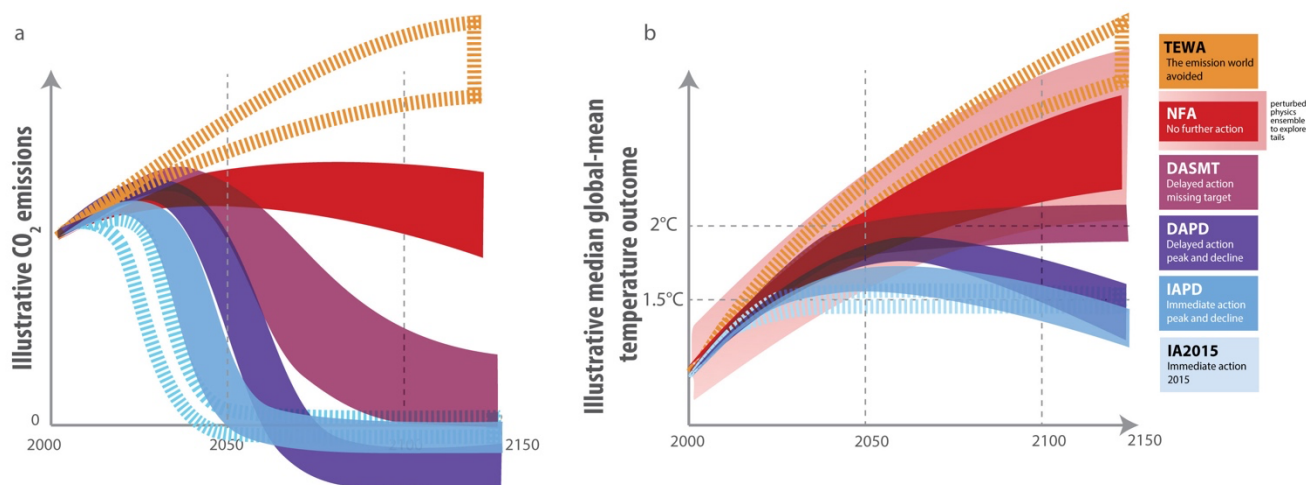 a
Illustrative CO2 emissions
0
2000
2050
2100
2150
b
Illustrative median global-mean
temperature outcome
2°C
1.5°C
2000
2050
2100
2150
TEWA
The emission world
avoided
NFA
No further action
perturbed
physics
ensemble
to explore
tails
DASMT
Delayed action
missing target
DAPD
Delayed action
peak and decline
IAPD
Immediate action
peak and decline
IA2015
Immediate action
2015